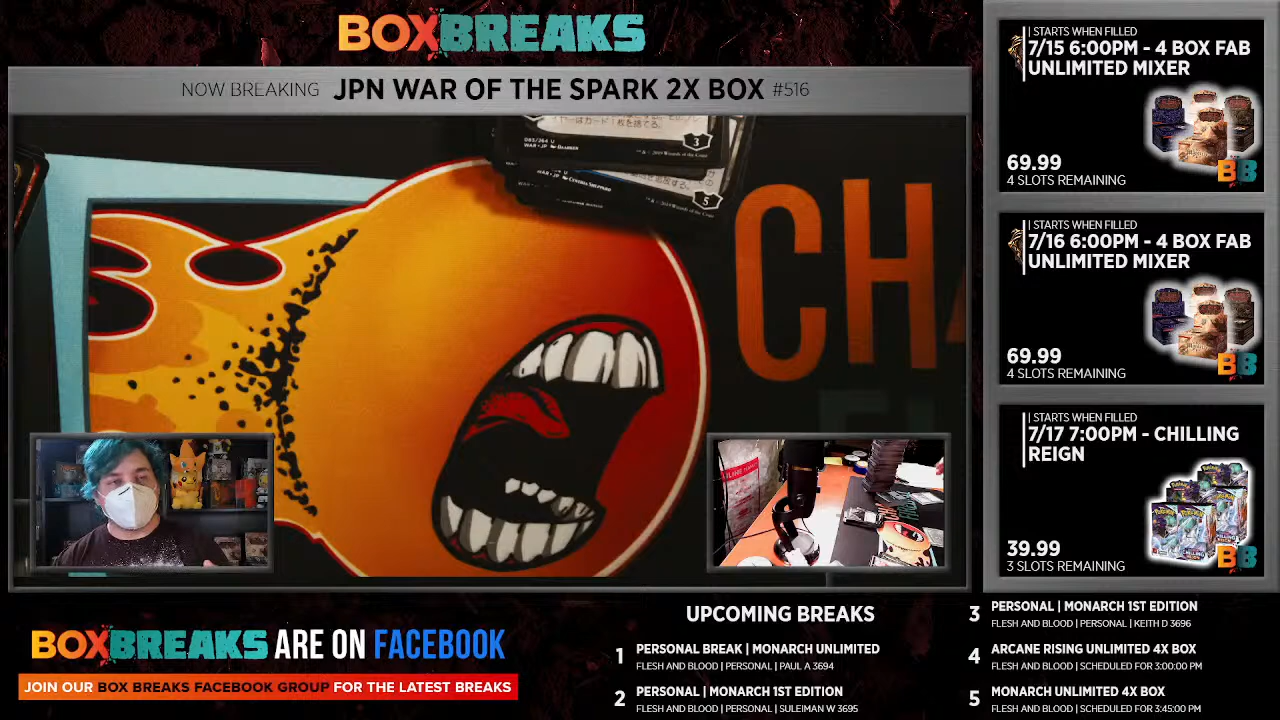 BOXBREAKS
NOW BREAKING JPN WAR OF THE SPARK 2X BOX #516
3
5
CH
BOXBREAKS ARE ON FACEBOOK
JOIN OUR BOX BREAKS FACEBOOK GROUP FOR THE LATEST BREAKS
UPCOMING BREAKS
1 PERSONAL BREAK | MONARCH UNLIMITED
FLESH AND BLOOD | PERSONAL | PAUL A 3694
2 PERSONAL | MONARCH 1ST EDITION
FLESH AND BLOOD | PERSONAL | SULEIMAN W 3695
3 PERSONAL | MONARCH 1ST EDITION
FLESH AND BLOOD | PERSONAL | KEITH D 3696
4 ARCANE RISING UNLIMITED 4X BOX
FLESH AND BLOOD | SCHEDULED FOR 3:00:00 PM
5 MONARCH UNLIMITED 4X BOX
FLESH AND BLOOD | SCHEDULED FOR 3:45:00 PM
| STARTS WHEN FILLED
7/15 6:00PM - 4 BOX FAB
UNLIMITED MIXER
69.99
4 SLOTS REMAINING
BB
| STARTS WHEN FILLED
7/16 6:00PM - 4 BOX FAB
UNLIMITED MIXER
69.99
4 SLOTS REMAINING
BB
| STARTS WHEN FILLED
7/17 7:00PM - CHILLING
REIGN
39.99
3 SLOTS REMAINING
BB